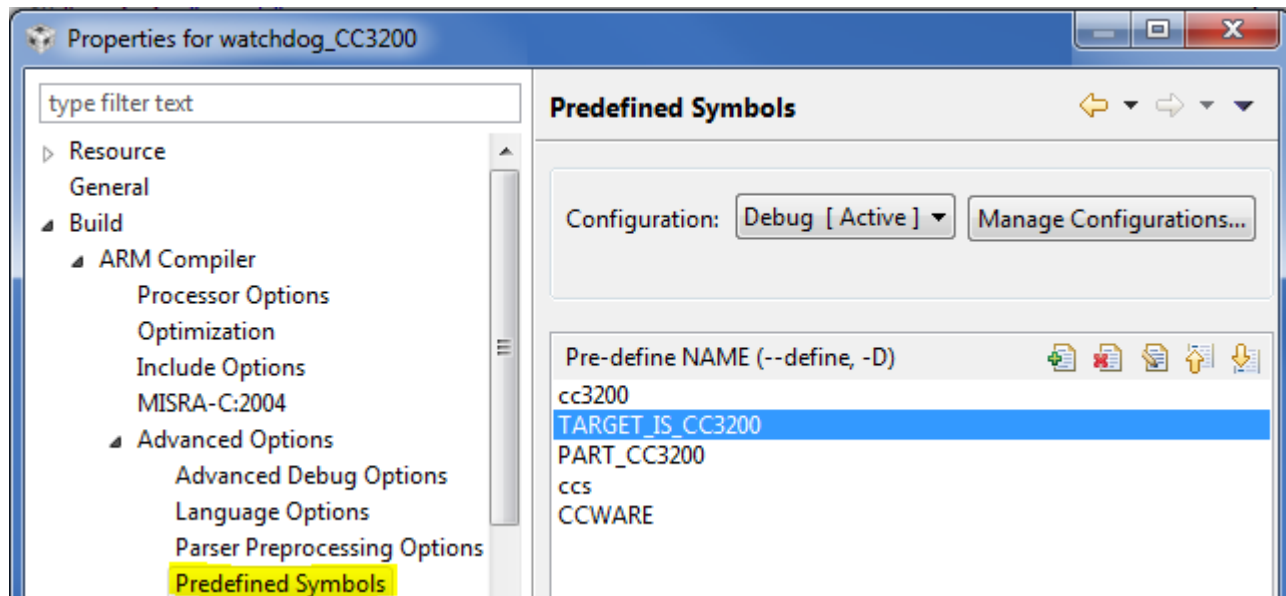 Properties for watchdog_CC3200
type filter text
Resource
General
Build
ARM Compiler
Processor Options
Optimization
Include Options
MISRA-C:2004
Advanced Options
Advanced Debug Options
Language Options
Parser Preprocessing Options
Predefined Symbols
Predefined Symbols
Configuration: Debug [ Active ] Manage Configurations...
Pre-define NAME (--define, -D)
cc3200
TARGET_IS_CC3200
PART_CC3200
ccs
CCWARE